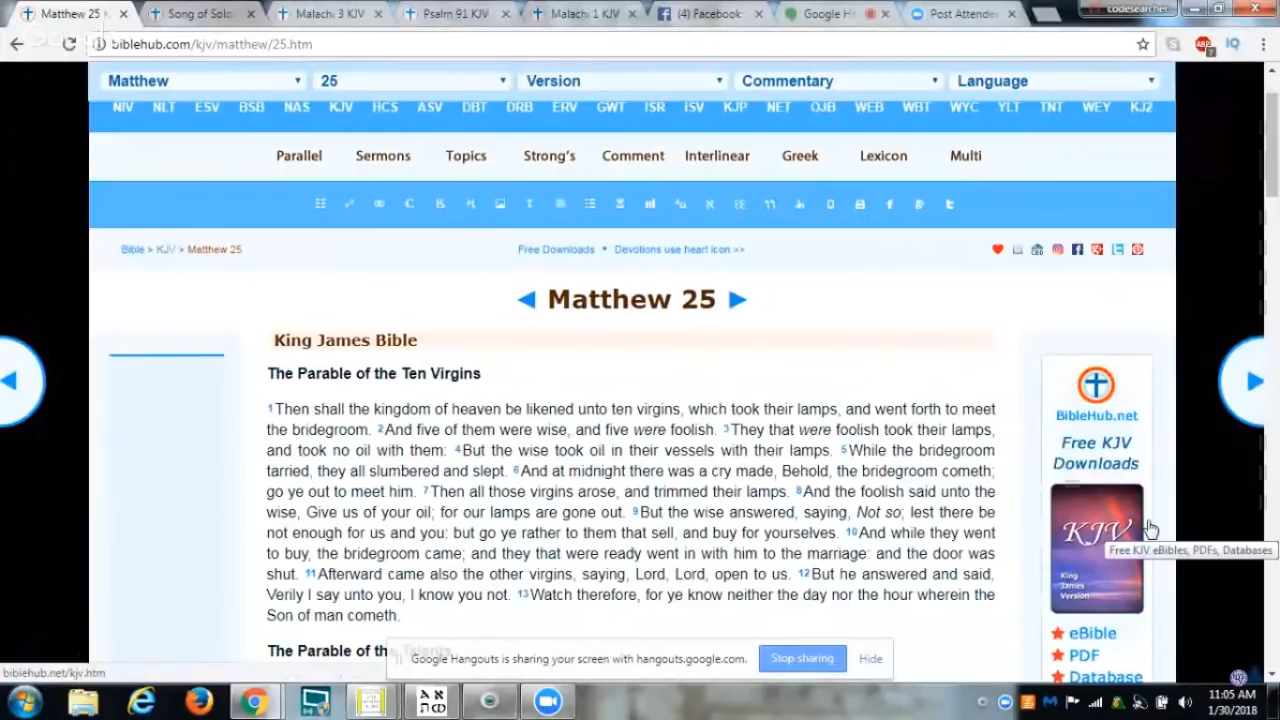 Matthew 25 K
Song of Solo
Malachi 3 KJV
Psalm 91 KJV
Malachi 1 KJV
(4) Facebook
Google H
Post Attende
codesearcher
biblehub.com/kjv/matthew/25.htm
Matthew 25 Version Commentary Language
NIV NLT ESV BSB NAS KJV HCS ASV DBT DRB ERV GWT ISR ISV KJP NET OJB WEB WBT WYC YLT TNT WEY KJ2
Parallel Sermons Topics Strong's Comment Interlinear Greek Lexicon Multi
Bible > KJV > Matthew 25
Free Downloads • Devotions use heart icon >>
Matthew 25
King James Bible
The Parable of the Ten Virgins
1Then shall the kingdom of heaven be likened unto ten virgins, which took their lamps, and went forth to meet
the bridegroom. 2And five of them were wise, and five were foolish. 3They that were foolish took their lamps,
and took no oil with them: 4But the wise took oil in their vessels with their lamps. 5While the bridegroom
tarried, they all slumbered and slept. 6And at midnight there was a cry made, Behold, the bridegroom cometh;
go ye out to meet him. 7Then all those virgins arose, and trimmed their lamps. 8And the foolish said unto the
wise, Give us of your oil; for our lamps are gone out. 9But the wise answered, saying, Not so; lest there be
not enough for us and you: but go ye rather to them that sell, and buy for yourselves. 10And while they went
to buy, the bridegroom came; and they that were ready went in with him to the marriage: and the door was
shut. 11Afterward came also the other virgins, saying, Lord, Lord, open to us. 12But he answered and said,
Verily I say unto you, I know you not. 13Watch therefore, for ye know neither the day nor the hour wherein the
Son of man cometh.
The Parable of th
BibleHub.net
Free KJV
Downloads
KJV
Free KJV eBibles, PDFs, Databases
King
James
Version
eBible
PDF
Database
Google Hangouts is sharing your screen with hangouts.google.com.
Stop sharing
Hide
biblehub.net/kjv.htm
11:05 AM
1/30/2018